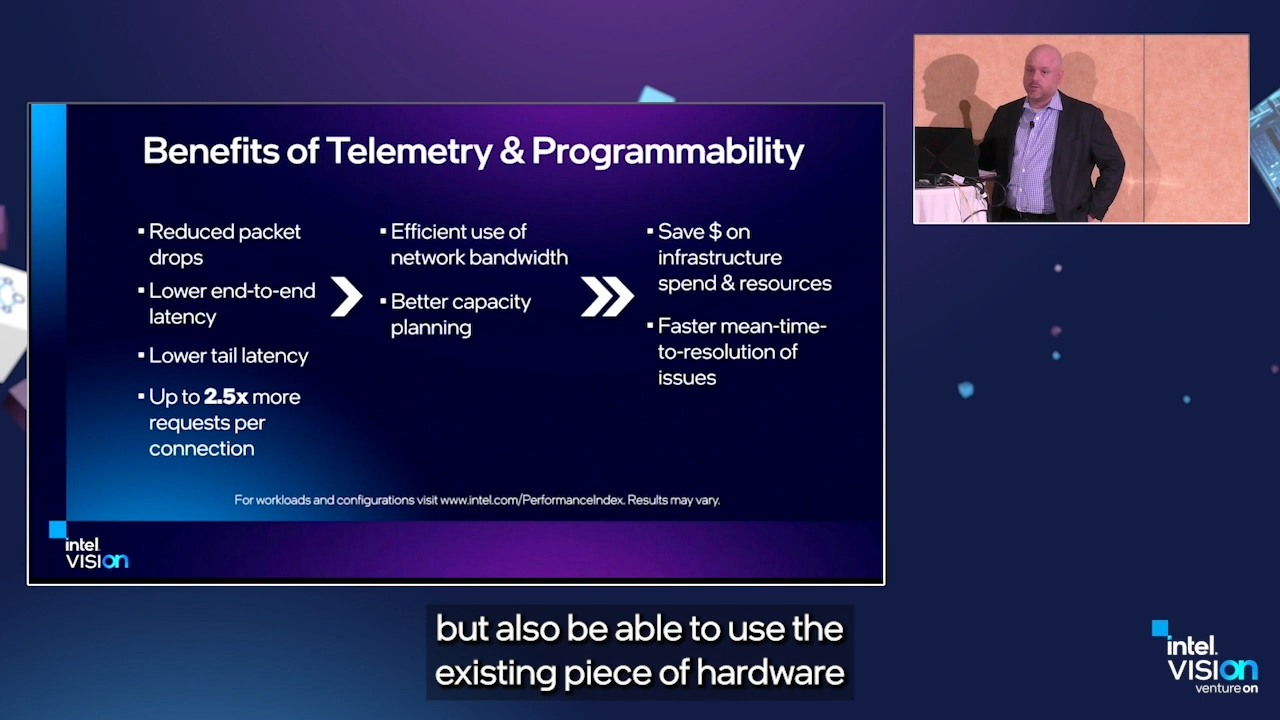 Benefits of Telemetry & Programmability
▪ Reduced packet
drops
▪ Lower end-to-end
latency
▪ Lower tail latency
▪ Up to 2.5x more
requests per
connection
▪ Efficient use of
network bandwidth
▪ Better capacity
planning
▪ Save $ on
infrastructure
spend & resources
▪ Faster mean-time-
to-resolution of
issues
For workloads and configurations visit www.intel.com/PerformanceIndex. Results may vary.
intel.
VISION
but also be able to use the
existing piece of hardware
intel.
VISION
venture on